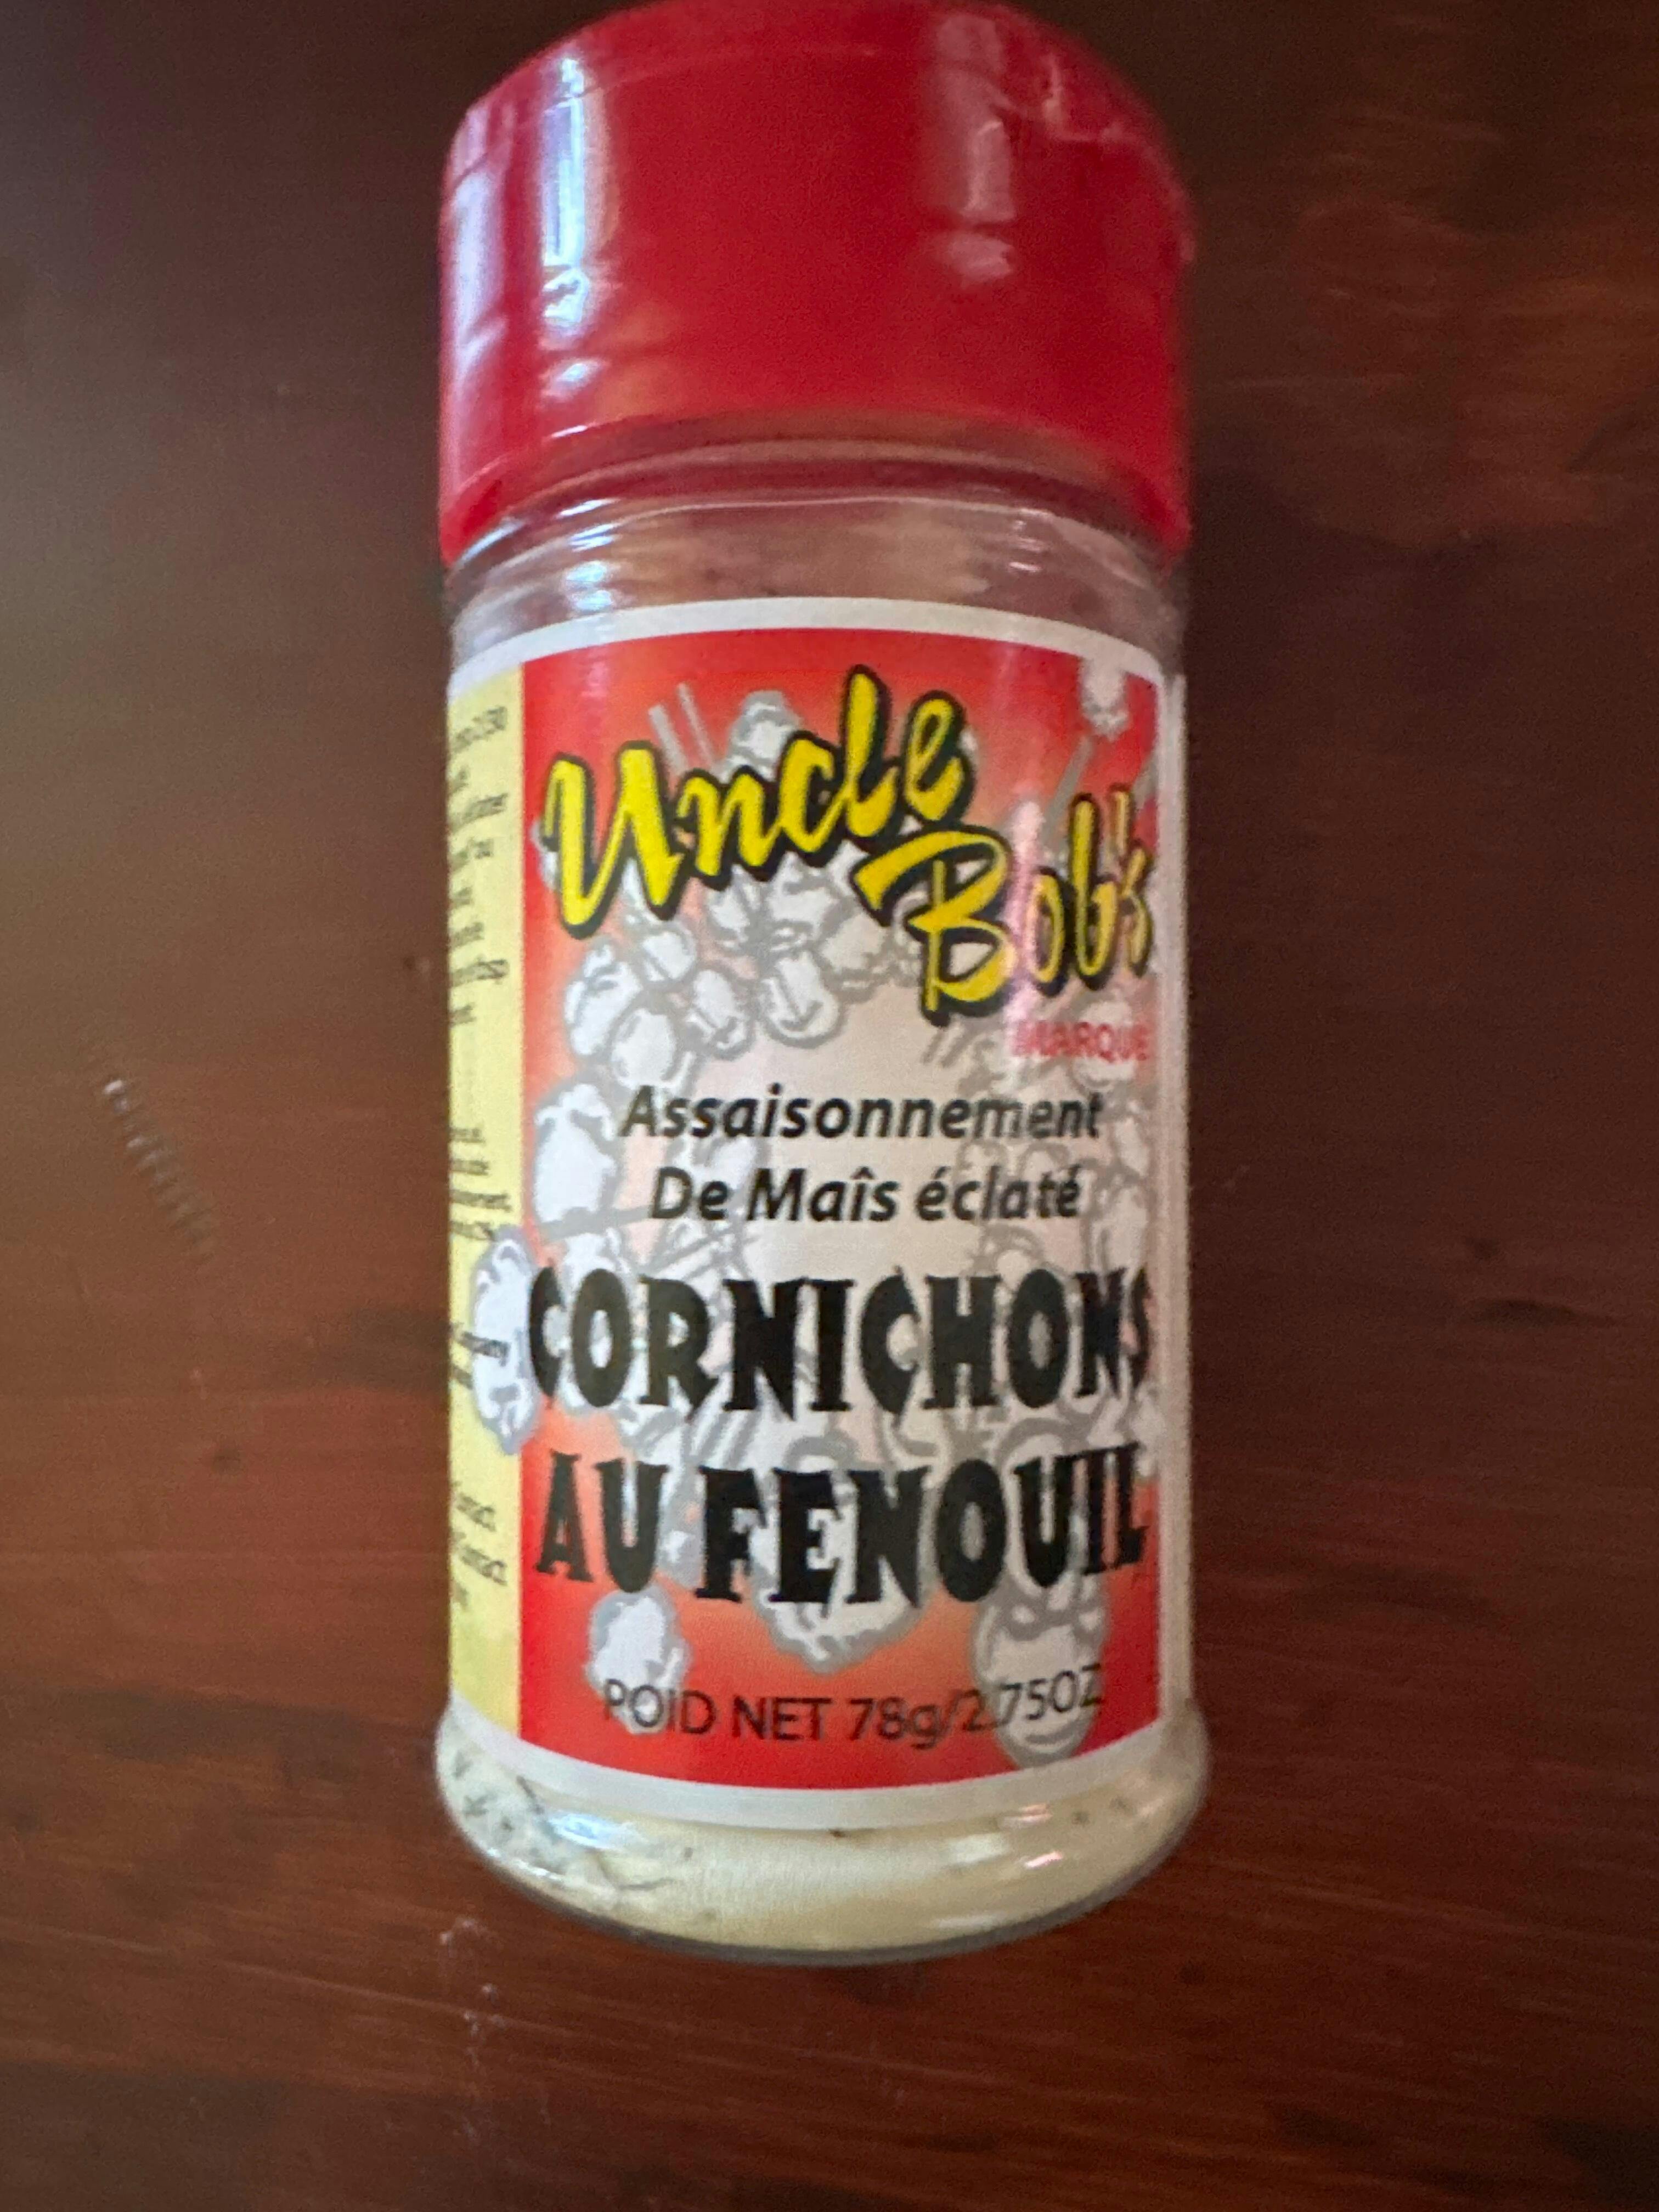 Uncle
Bob's
MARQUE
Assaisonnement
De Maîs éclaté
CORNICHONS
AU FENOUIL
POID NET 78g/2.75OZ